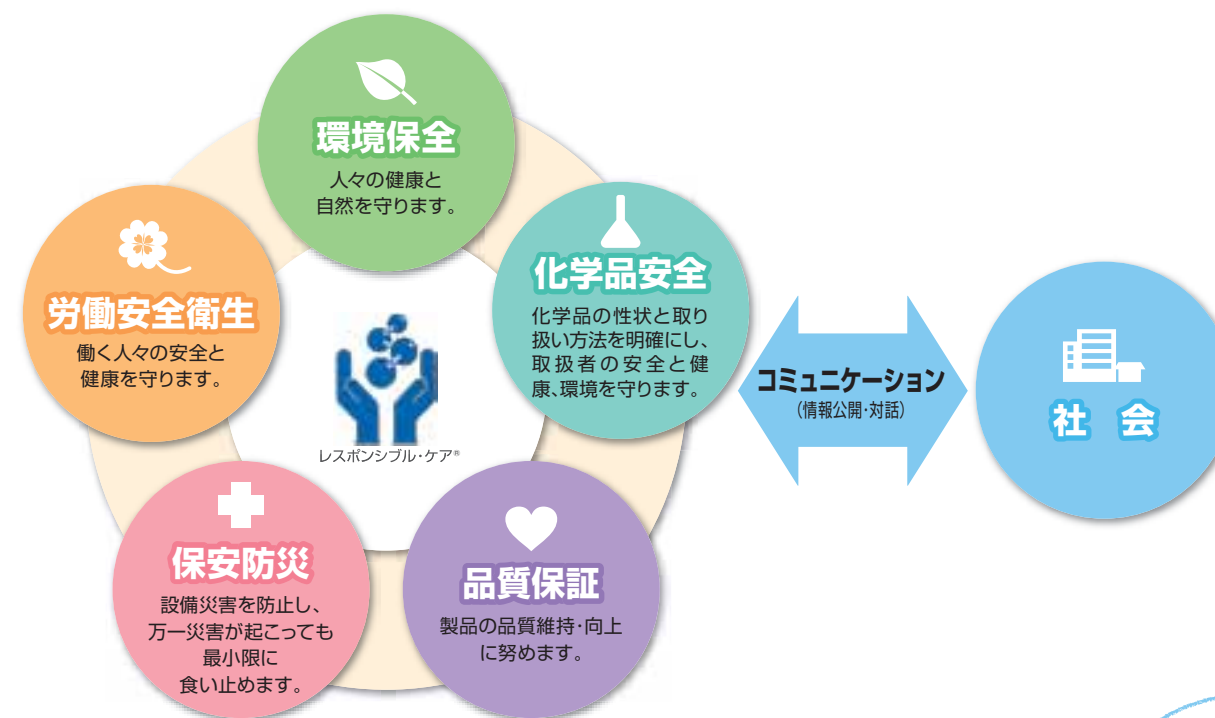 環境保全
人々の健康と
自然を守ります。
化学品安全
化学品の性状と取り
扱い方法を明確にし、
取扱者の安全と健
康、環境を守ります。
労働安全衛生
働く人々の安全と
健康を守ります。
レスポンシブル・ケア®
保安防災
設備災害を防止し、
万一災害が起こっても
最小限に
食い止めます。
品質保証
製品の品質維持・向上
に努めます。
コミュニケーション
(情報公開・対話)
社 会